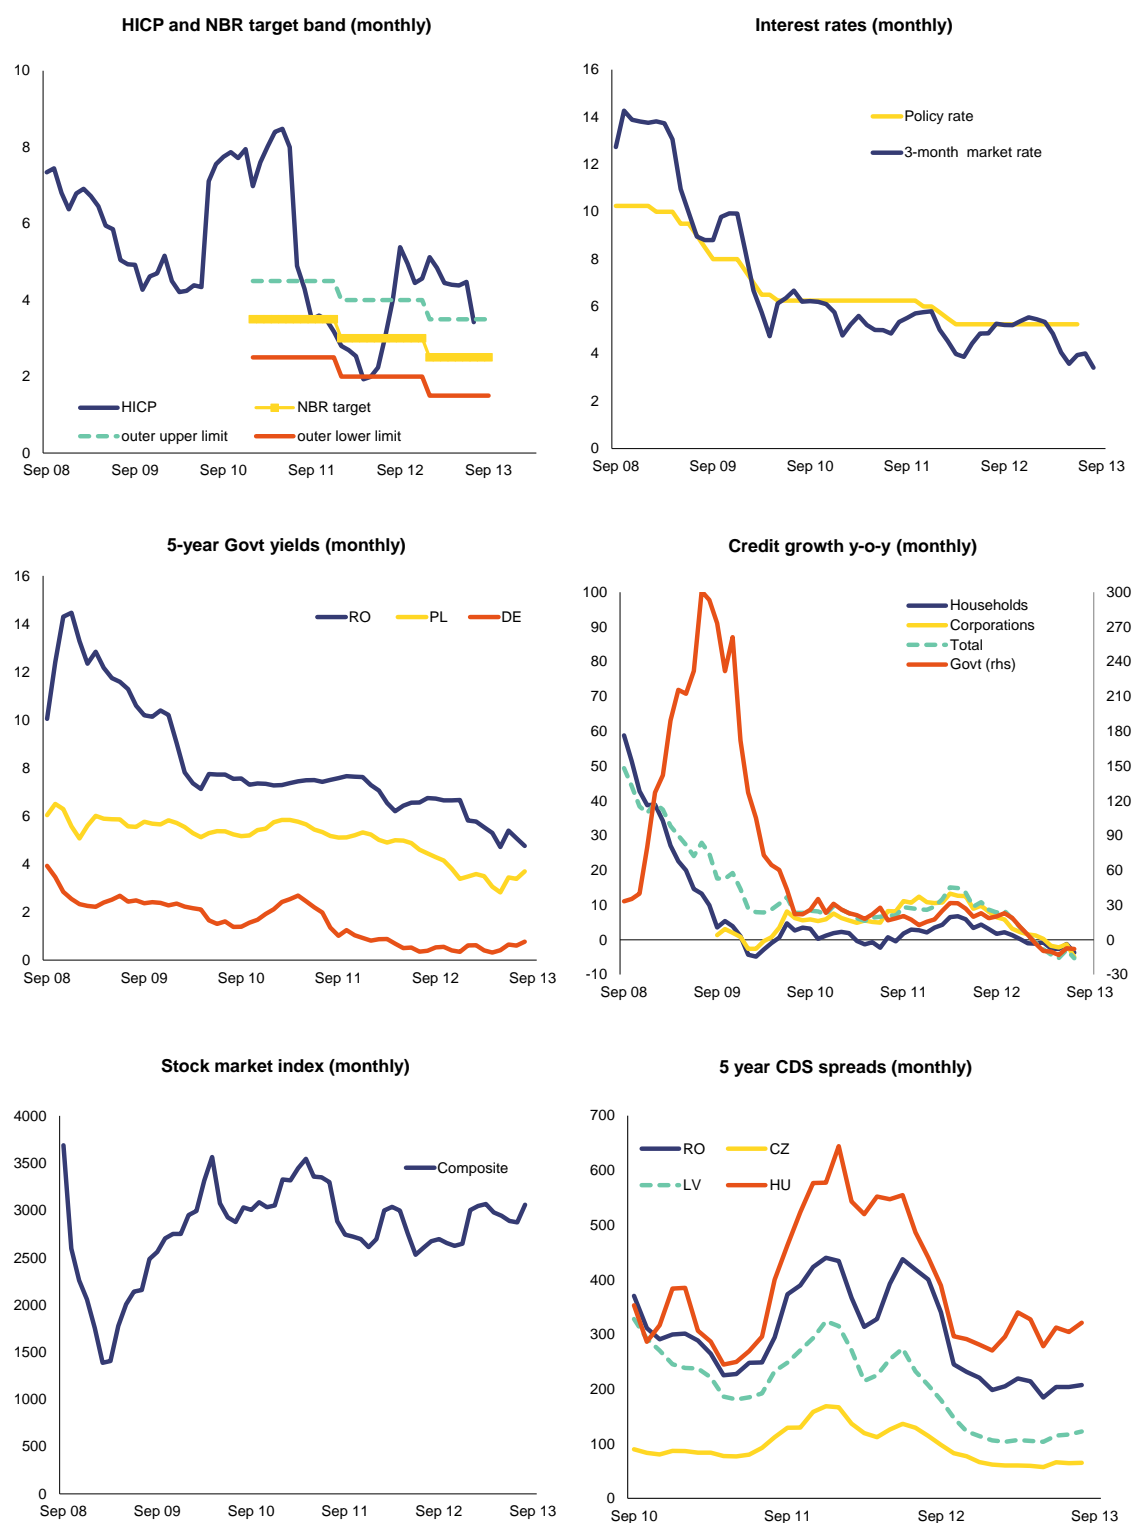 HICP and NBR target band (monthly)
10
8
6
4
2
0
HICP
NBR target
outer upper limit
outer lower limit
Sep 08 Sep 09 Sep 10 Sep 11 Sep 12 Sep 13
Interest rates (monthly)
16
14
12
10
8
6
4
2
0
Policy rate
3-month market rate
Sep 08 Sep 09 Sep 10 Sep 11 Sep 12 Sep 13
5-year Govt yields (monthly)
16
14
12
10
8
6
4
2
0
RO PL DE
Sep 08 Sep 09 Sep 10 Sep 11 Sep 12 Sep 13
Credit growth y-o-y (monthly)
100
90
80
70
60
50
40
30
20
10
0
-10
Households
Corporations
Total
Govt (rhs)
300
270
240
210
180
150
120
90
60
30
0
-30
Sep 08 Sep 09 Sep 10 Sep 11 Sep 12 Sep 13
Stock market index (monthly)
4000
3500
3000
2500
2000
1500
1000
500
0
Composite
Sep 08 Sep 09 Sep 10 Sep 11 Sep 12 Sep 13
5 year CDS spreads (monthly)
700
600
500
400
300
200
100
0
RO CZ
LV HU
Sep 10 Sep 11 Sep 12 Sep 13